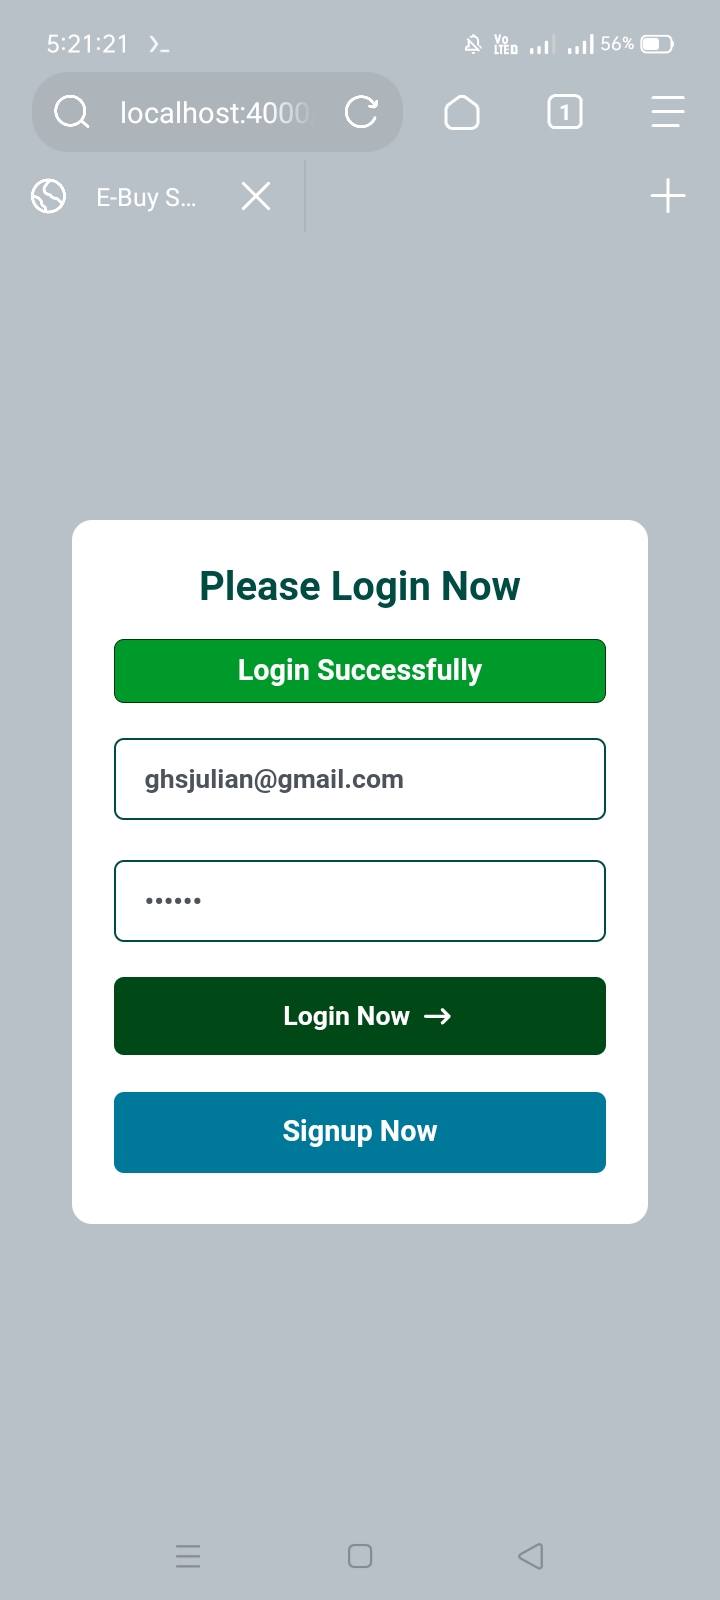 5:21:21
Vo LTE D
56%
localhost:4000
1
E-Buy S...
Please Login Now
Login Successfully
ghsjulian@gmail.com
••••••
Login Now →
Signup Now